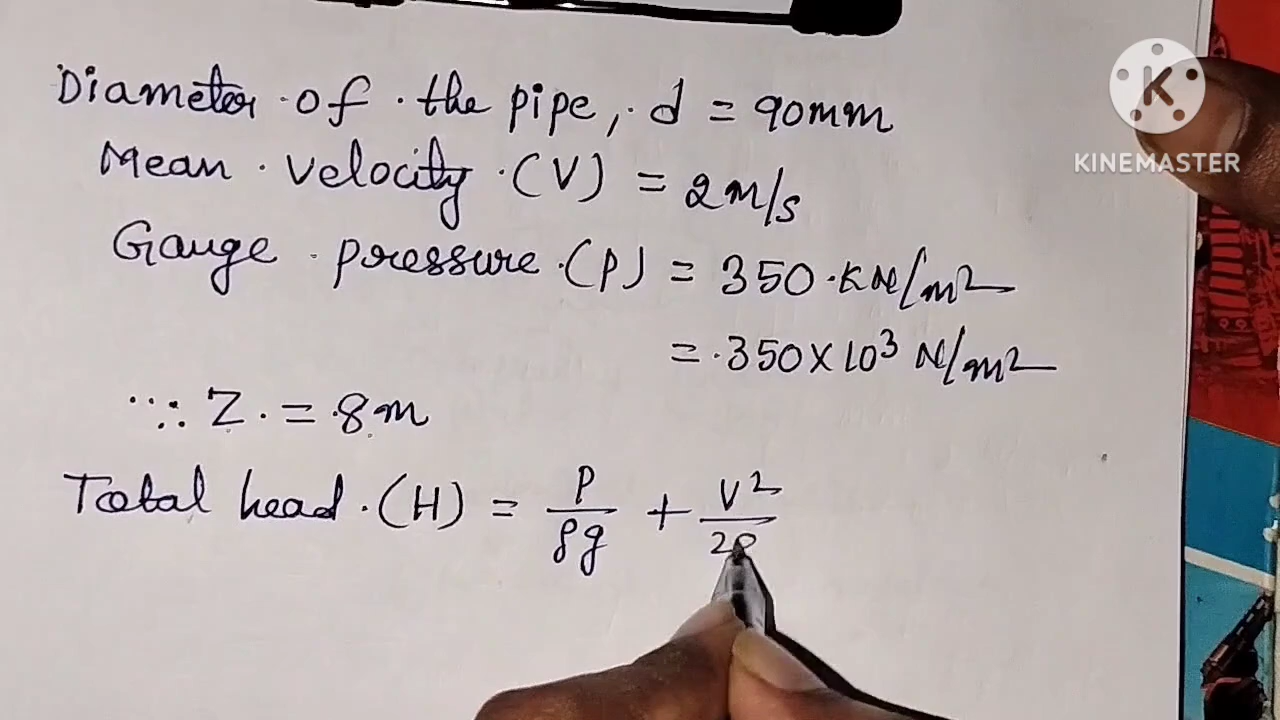 Diameter of the pipe, d = 90mm
Mean velocity (V) = 2m/s
Gauge pressure (P) = 350 KN/m²
= 350 × 10³ N/m²
∵ Z = 8m
Total head (H) = P/ρg + V²/2g
K
KINEMASTER